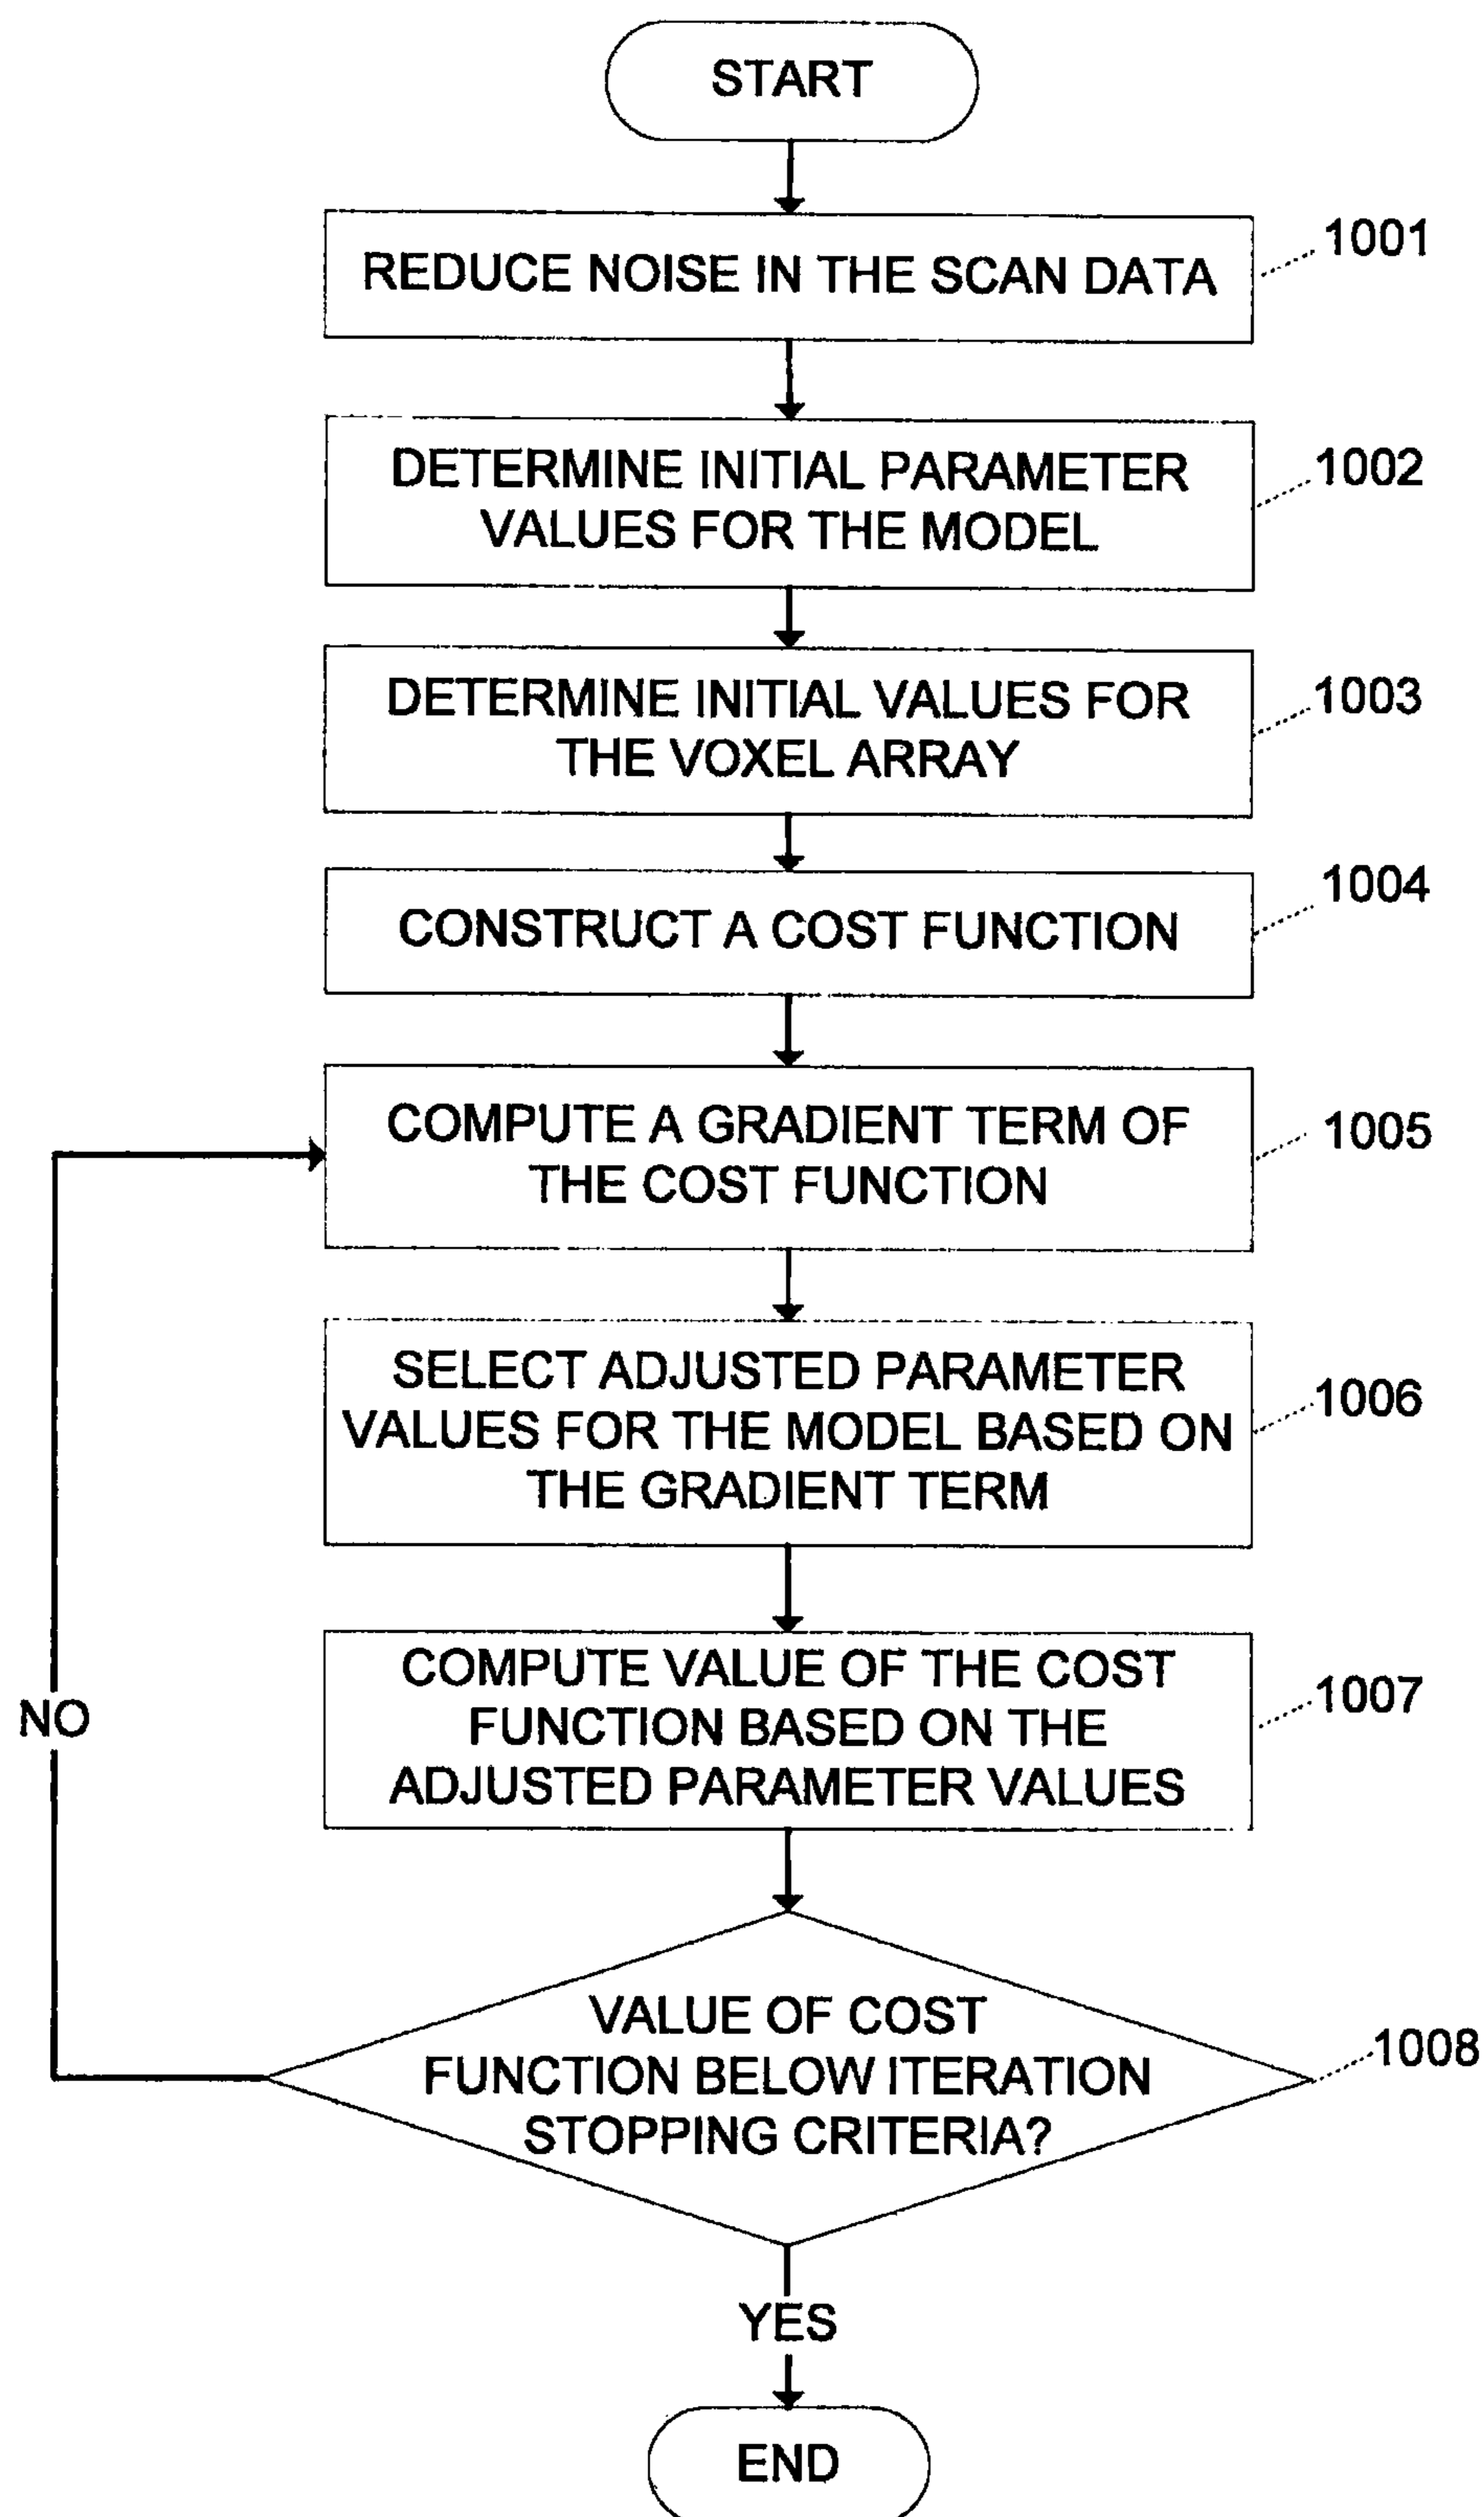 START
REDUCE NOISE IN THE SCAN DATA
1001
DETERMINE INITIAL PARAMETER
VALUES FOR THE MODEL
1002
DETERMINE INITIAL VALUES FOR
THE VOXEL ARRAY
1003
CONSTRUCT A COST FUNCTION
1004
COMPUTE A GRADIENT TERM OF
THE COST FUNCTION
1005
SELECT ADJUSTED PARAMETER
VALUES FOR THE MODEL BASED ON
THE GRADIENT TERM
1006
COMPUTE VALUE OF THE COST
FUNCTION BASED ON THE
ADJUSTED PARAMETER VALUES
1007
NO
VALUE OF COST
FUNCTION BELOW ITERATION
STOPPING CRITERIA?
1008
YES
END